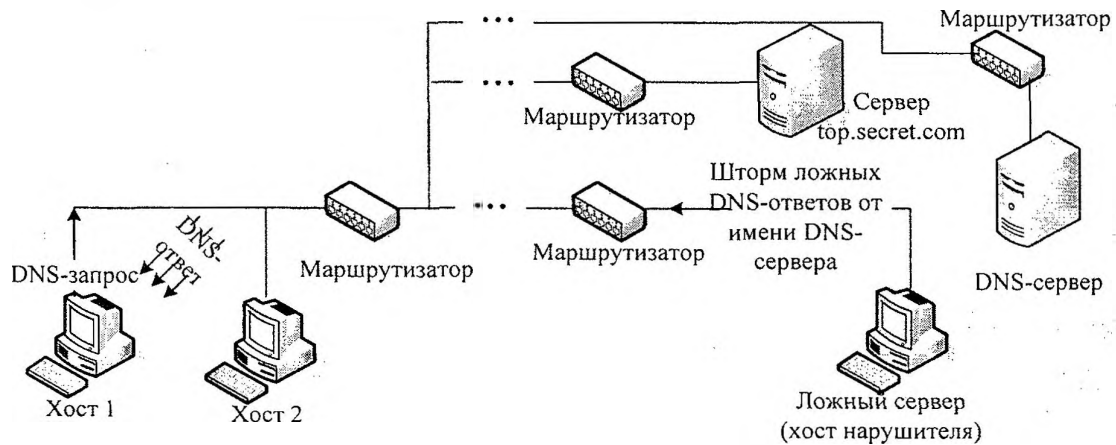 Маршрутизатор
Маршрутизатор
Сервер
top.secret.com
Шторм ложных
DNS-ответов от
имени DNS-
сервера
Маршрутизатор
Маршрутизатор
DNS-
ответ
DNS-запрос
DNS-сервер
Хост 1
Хост 2
Ложный сервер
(хост нарушителя)